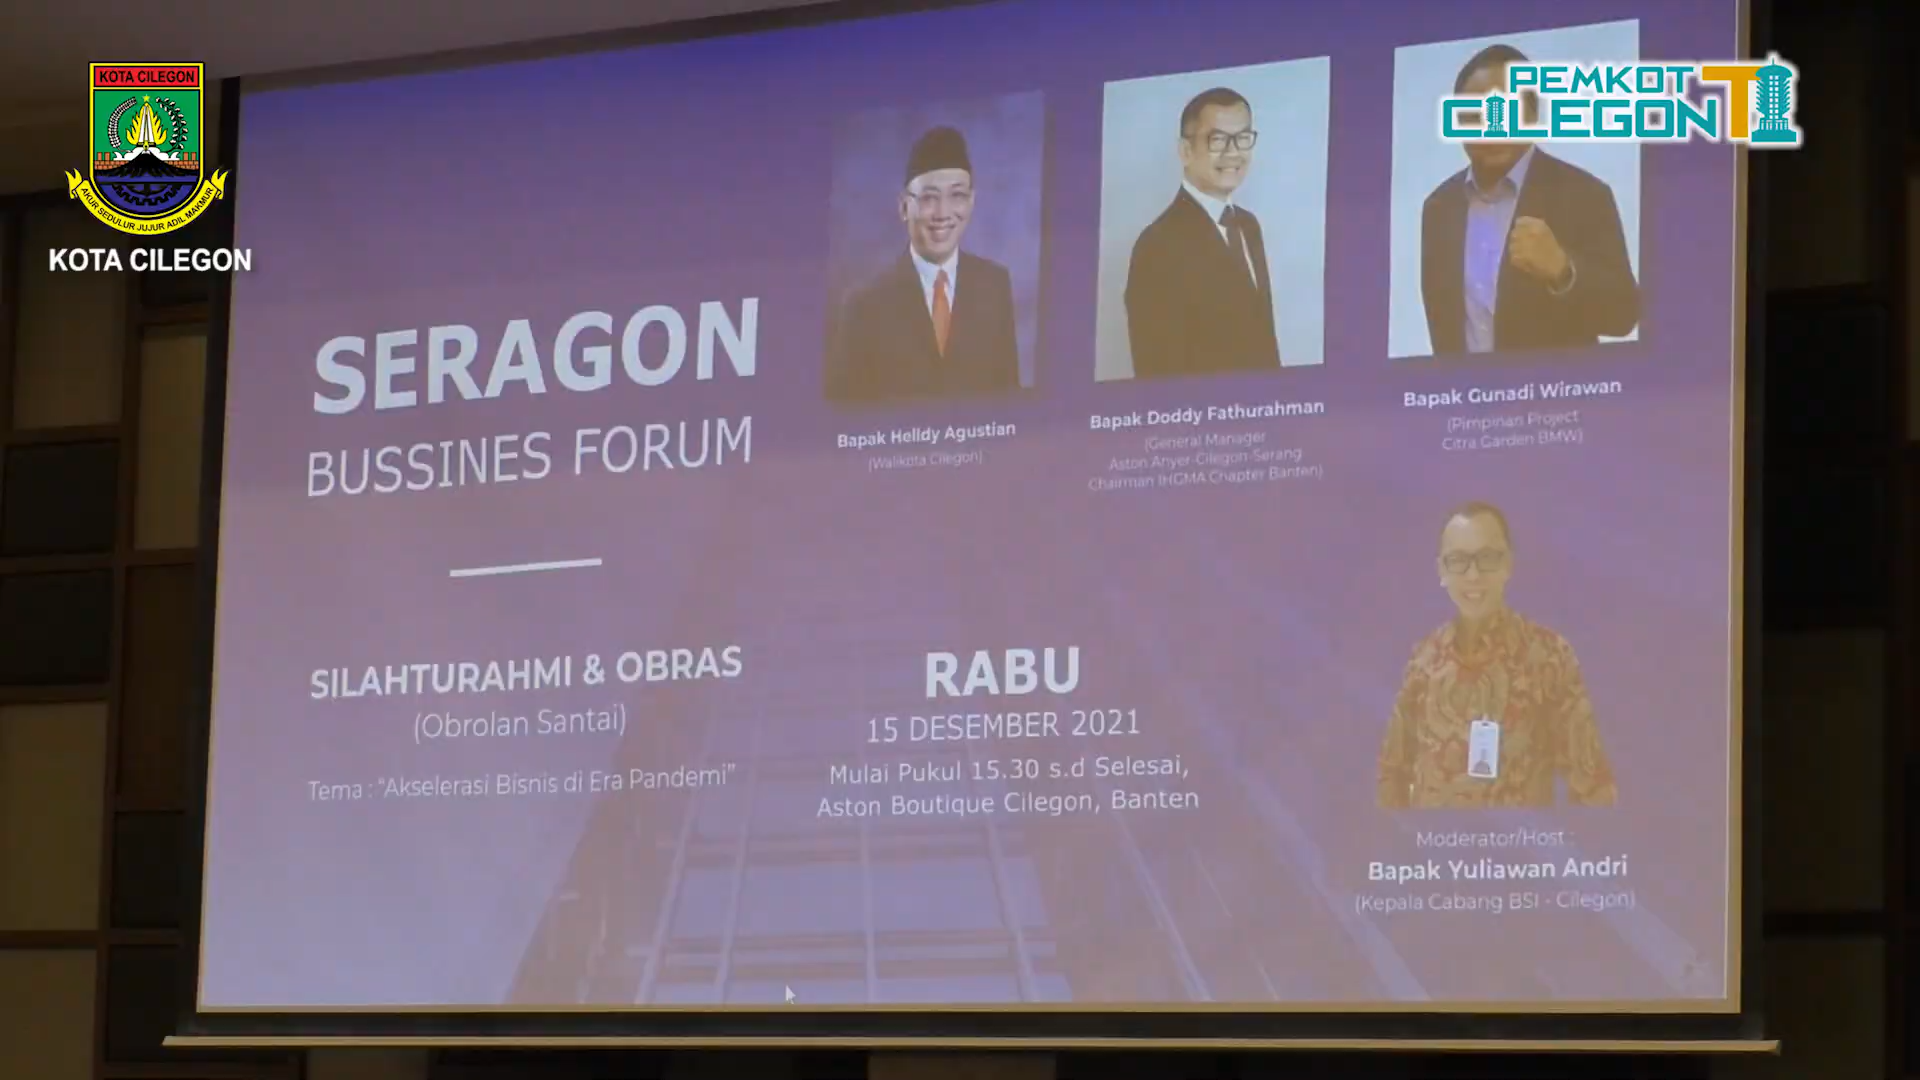 KOTA CILEGON
AKUR SEDULUR JUJUR ADIL MAKMUR
KOTA CILEGON
PEMKOT
CILEGON TI
SERAGON
BUSSINES FORUM
SILAHTURAHMI & OBRAS
(Obrolan Santai)
Tema : “Akselerasi Bisnis di Era Pandemi”
Bapak Helldy Agustian
(Walikota Cilegon)
Bapak Doddy Fathurahman
(General Manager
Aston Anyer-Cilegon-Serang
Chairman IHGMA Chapter Banten)
Bapak Gunadi Wirawan
(Pimpinan Project
Citra Garden BMW)
RABU
15 DESEMBER 2021
Mulai Pukul 15.30 s.d Selesai,
Aston Boutique Cilegon, Banten
Moderator/Host :
Bapak Yuliawan Andri
(Kepala Cabang BSI - Cilegon)